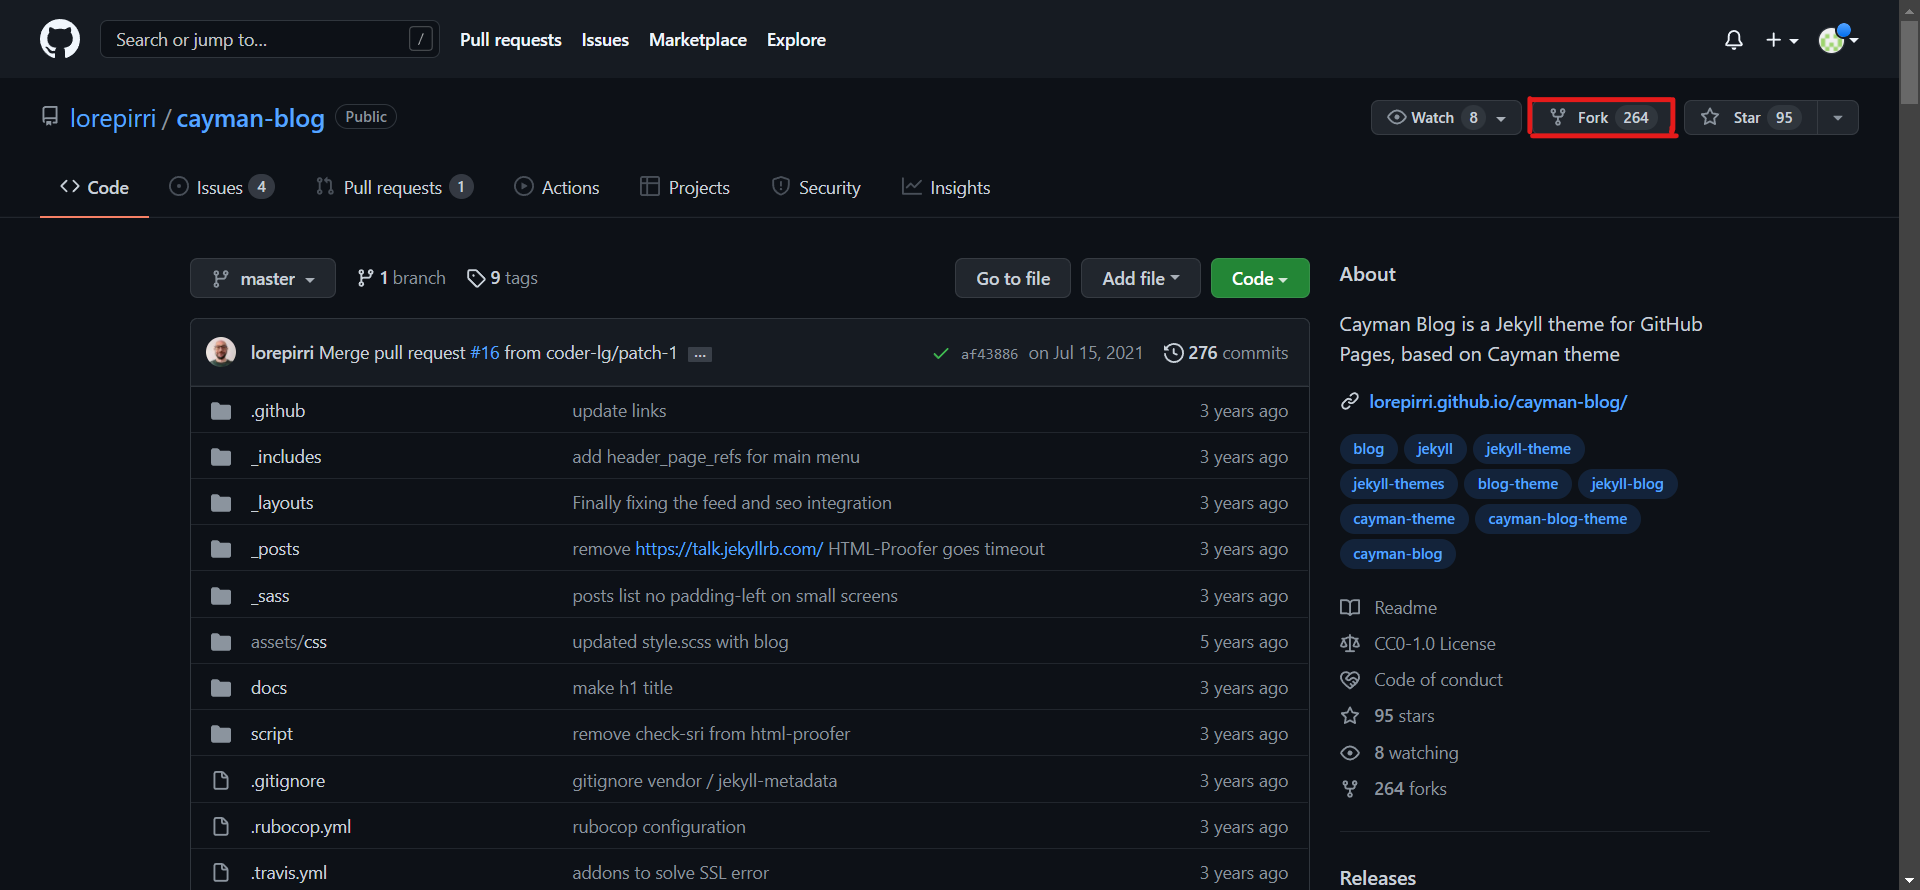 Search or jump to... /
Pull requests Issues Marketplace Explore
lorepirri / cayman-blog Public
Watch 8 Fork 264 Star 95
Code Issues 4 Pull requests 1 Actions Projects Security Insights
master 1 branch 9 tags Go to file Add file Code
lorepirri Merge pull request #16 from coder-lg/patch-1 ... af43886 on Jul 15, 2021 276 commits
.github update links 3 years ago
_includes add header_page_refs for main menu 3 years ago
_layouts Finally fixing the feed and seo integration 3 years ago
_posts remove https://talk.jekyllrb.com/ HTML-Proofer goes timeout 3 years ago
_sass posts list no padding-left on small screens 3 years ago
assets/css updated style.scss with blog 5 years ago
docs make h1 title 3 years ago
script remove check-sri from html-proofer 3 years ago
.gitignore gitignore vendor / jekyll-metadata 3 years ago
.rubocop.yml rubocop configuration 3 years ago
.travis.yml addons to solve SSL error 3 years ago
About
Cayman Blog is a Jekyll theme for GitHub
Pages, based on Cayman theme
lorepirri.github.io/cayman-blog/
blog jekyll jekyll-theme
jekyll-themes blog-theme jekyll-blog
cayman-theme cayman-blog-theme
cayman-blog
Readme
CC0-1.0 License
Code of conduct
95 stars
8 watching
264 forks
Releases